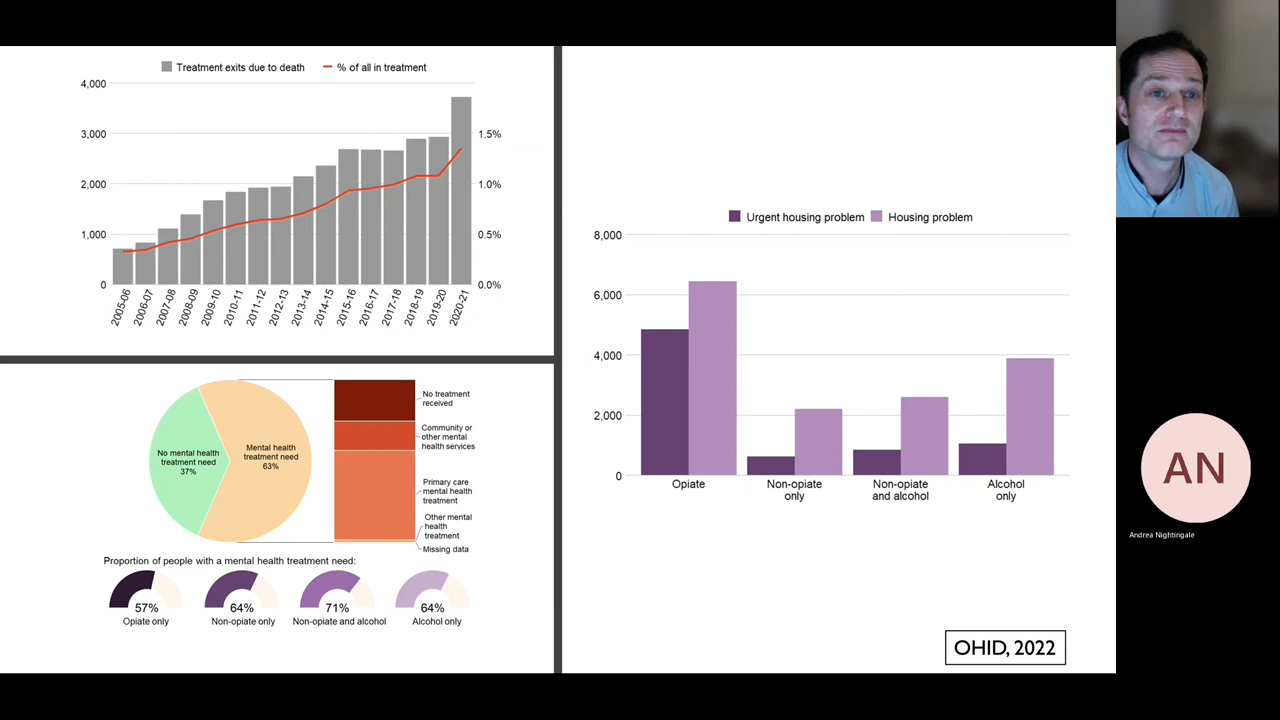 Treatment exits due to death
% of all in treatment
4,000
3,000
2,000
1,000
0
1.5%
1.0%
0.5%
0.0%
2005-06
2006-07
2007-08
2008-09
2009-10
2010-11
2011-12
2012-13
2013-14
2014-15
2015-16
2016-17
2017-18
2018-19
2019-20
2020-21
No mental health
treatment need
37%
Mental health
treatment need
63%
No treatment
received
Community or
other mental
health services
Primary care
mental health
treatment
Other mental
health
treatment
Missing data
Proportion of people with a mental health treatment need:
57%
Opiate only
64%
Non-opiate only
71%
Non-opiate and alcohol
64%
Alcohol only
Urgent housing problem
Housing problem
8,000
6,000
4,000
2,000
0
Opiate
Non-opiate
only
Non-opiate
and alcohol
Alcohol
only
OHID, 2022
AN
Andrea Nightingale